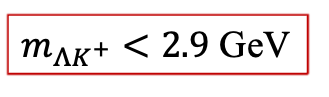 m_{ΛK⁺} < 2.9 GeV